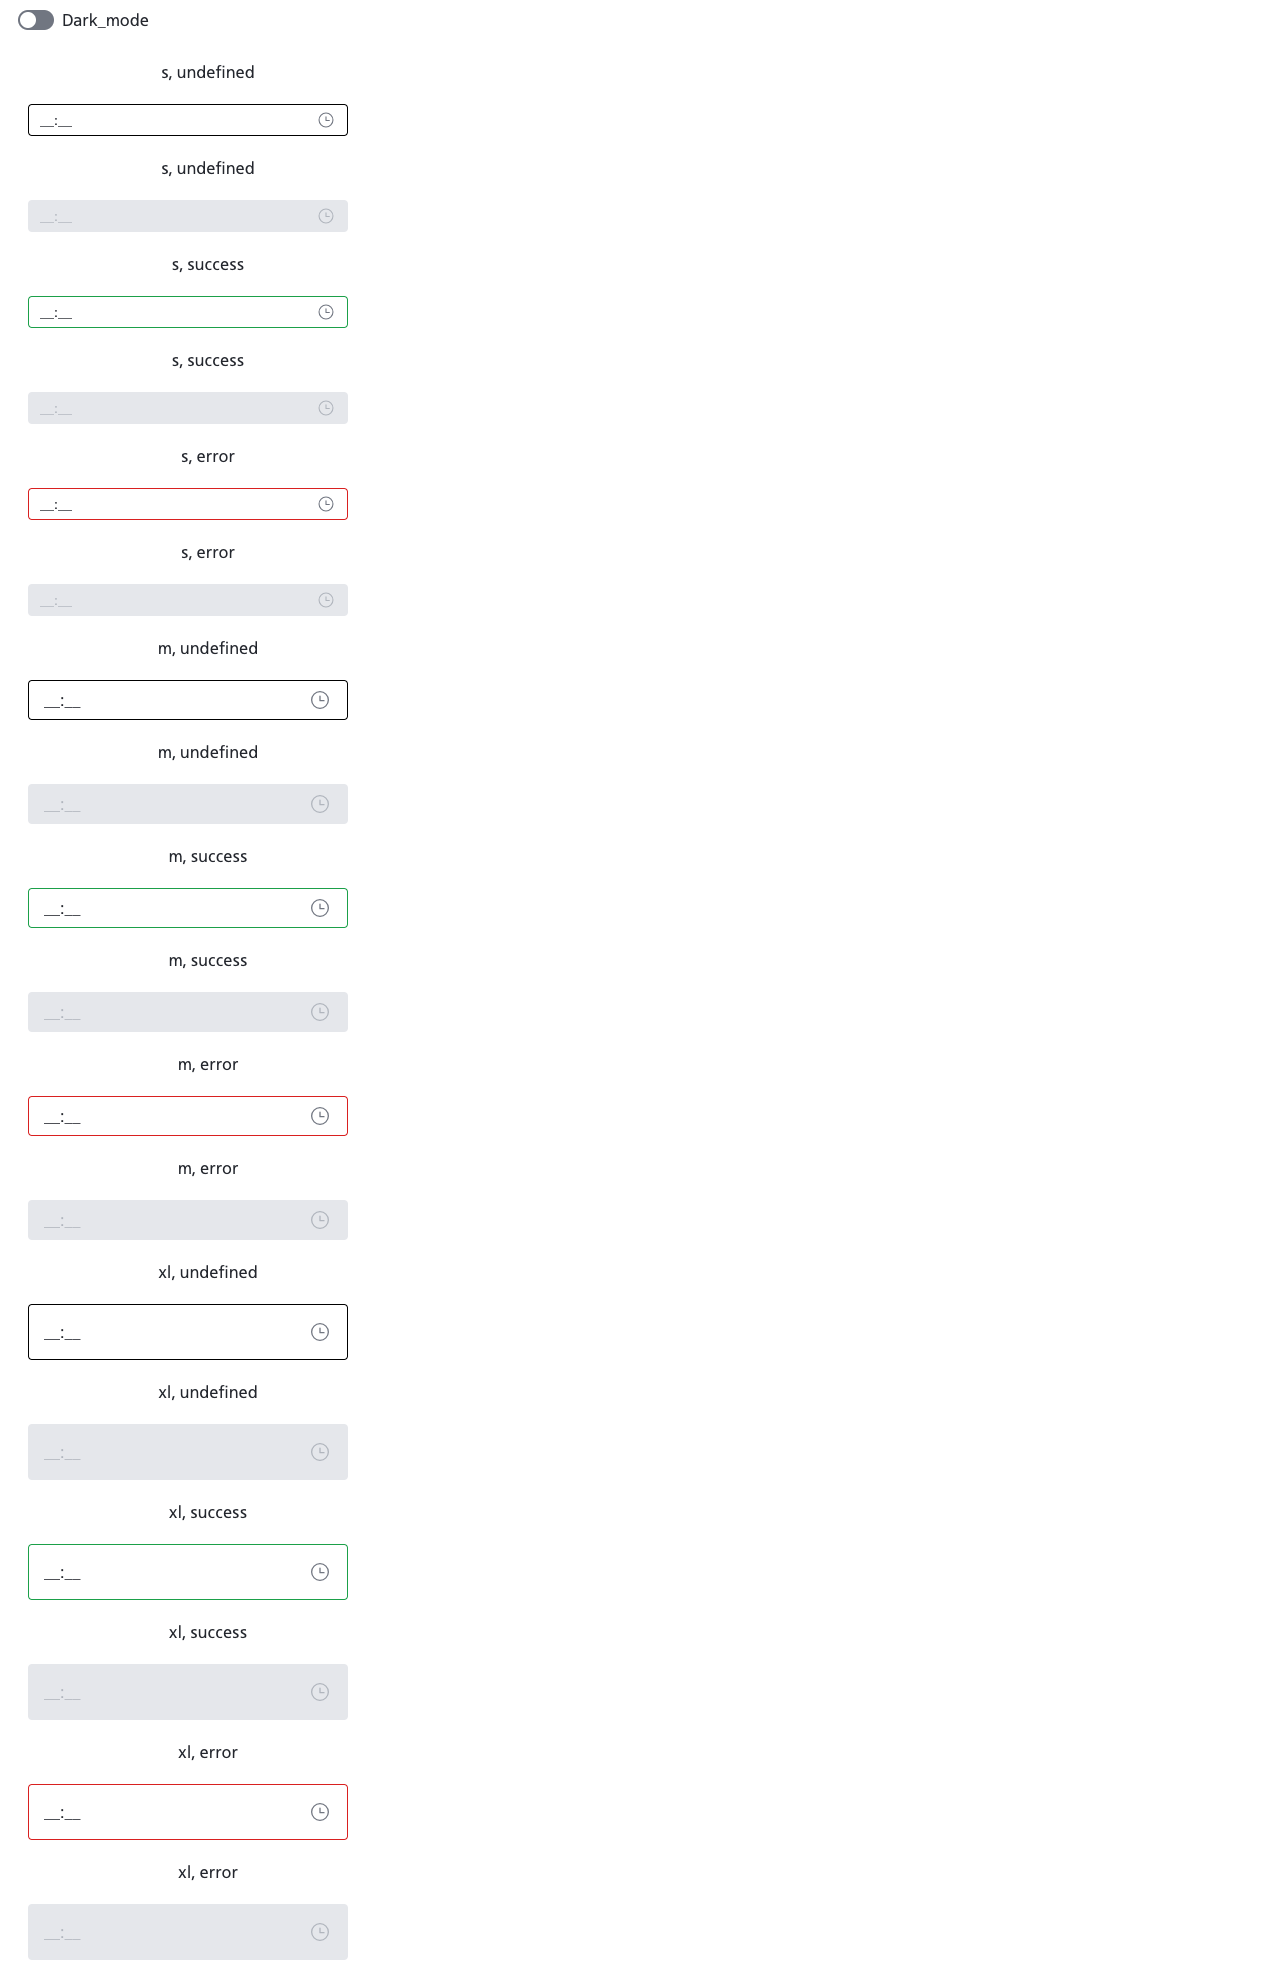 Dark_mode
s, undefined
__:__
s, undefined
__:__
s, success
__:__
s, success
__:__
s, error
__:__
s, error
__:__
m, undefined
__:__
m, undefined
__:__
m, success
__:__
m, success
__:__
m, error
__:__
m, error
__:__
xl, undefined
__:__
xl, undefined
__:__
xl, success
__:__
xl, success
__:__
xl, error
__:__
xl, error
__:__